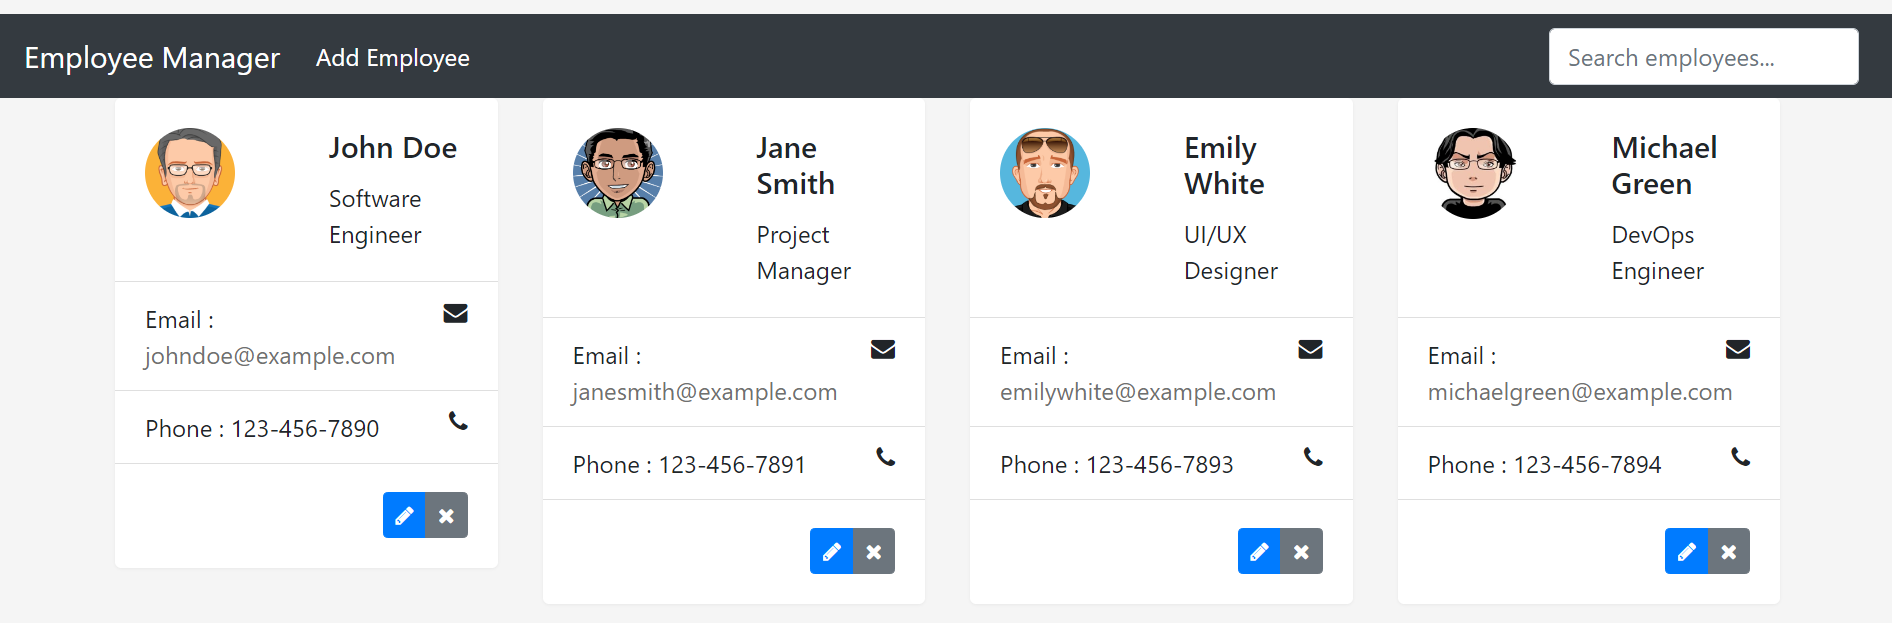 Employee Manager Add Employee Search employees...
John Doe
Software
Engineer
Email :
johndoe@example.com
Phone : 123-456-7890
Jane
Smith
Project
Manager
Email :
janesmith@example.com
Phone : 123-456-7891
Emily
White
UI/UX
Designer
Email :
emilywhite@example.com
Phone : 123-456-7893
Michael
Green
DevOps
Engineer
Email :
michaelgreen@example.com
Phone : 123-456-7894